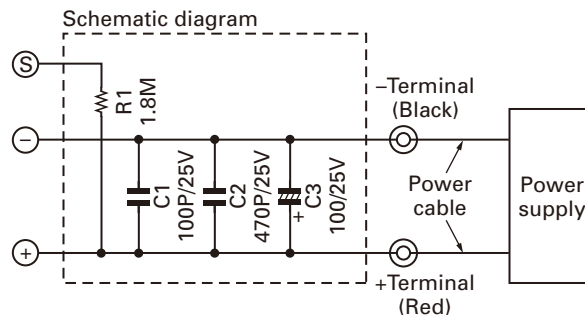 Schematic diagram
S
R1
1.8M
−Terminal
(Black)
−
C1
100P/25V
C2
470P/25V
+
C3
100/25V
Power
cable
Power
supply
+
+Terminal
(Red)